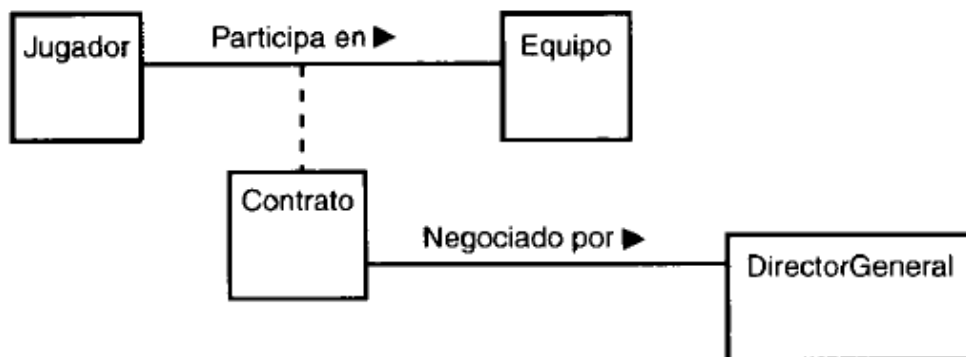 Jugador
Participa en ▶
Equipo
Contrato
Negociado por ▶
DirectorGeneral